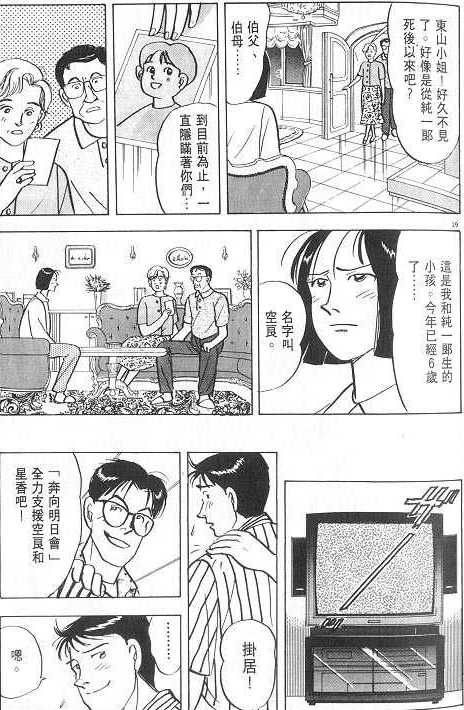 東山小姐！好久不見
了。好像是從純一郎
死後以來吧？
伯父、
伯母⋯
到目前為止，一
直隱瞞著你們⋯
19
這是我和純一郎生的
小孩。今年已經6歲
了⋯⋯
名字叫
空良。
掛居！
「奔向明日會」
全力支援空良和
星香吧！
⋯⋯
嗯。